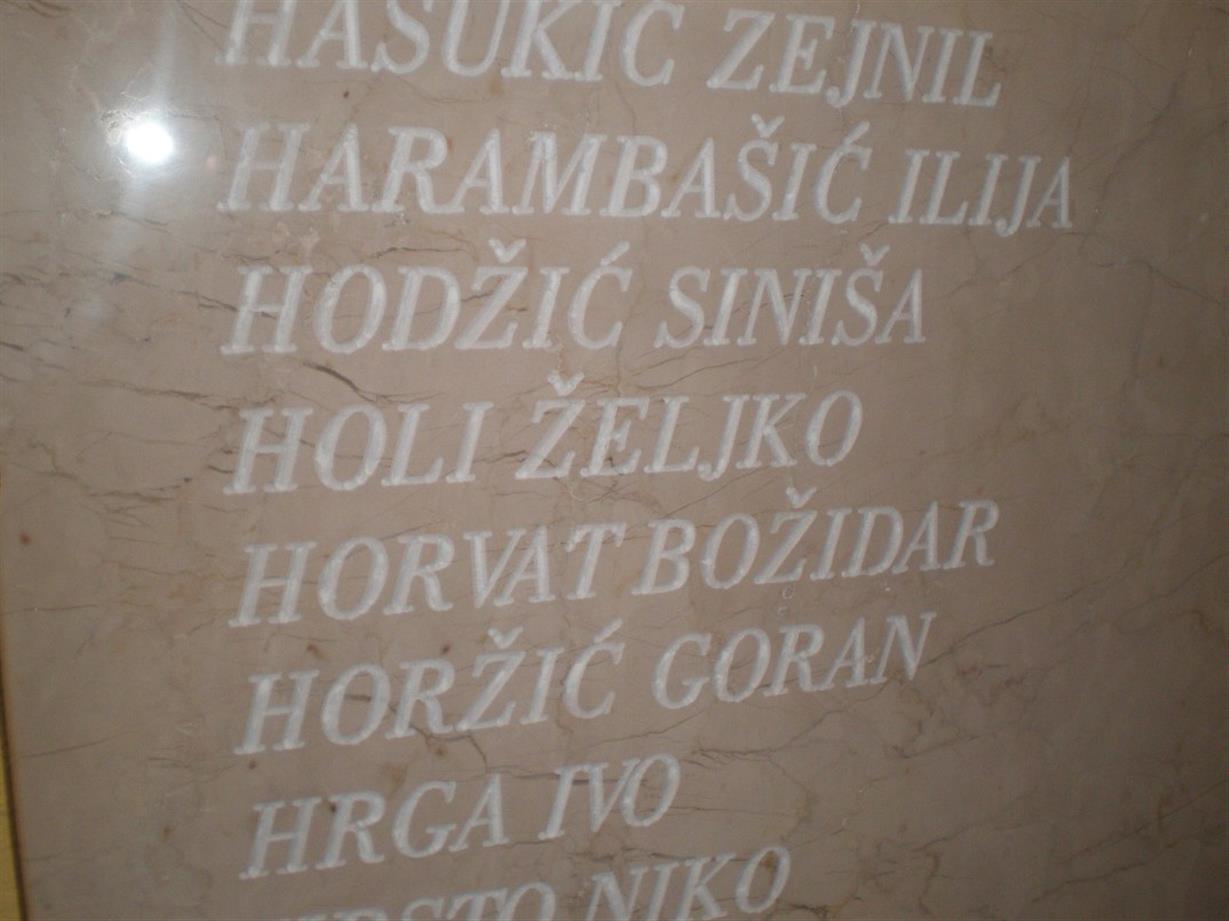 HASUKIĆ ZEJNIL
HARAMBAŠIĆ ILIJA
HODŽIĆ SINIŠA
HOLI ŽELJKO
HORVAT BOŽIDAR
HORŽIĆ GORAN
HRGA IVO
NIKO